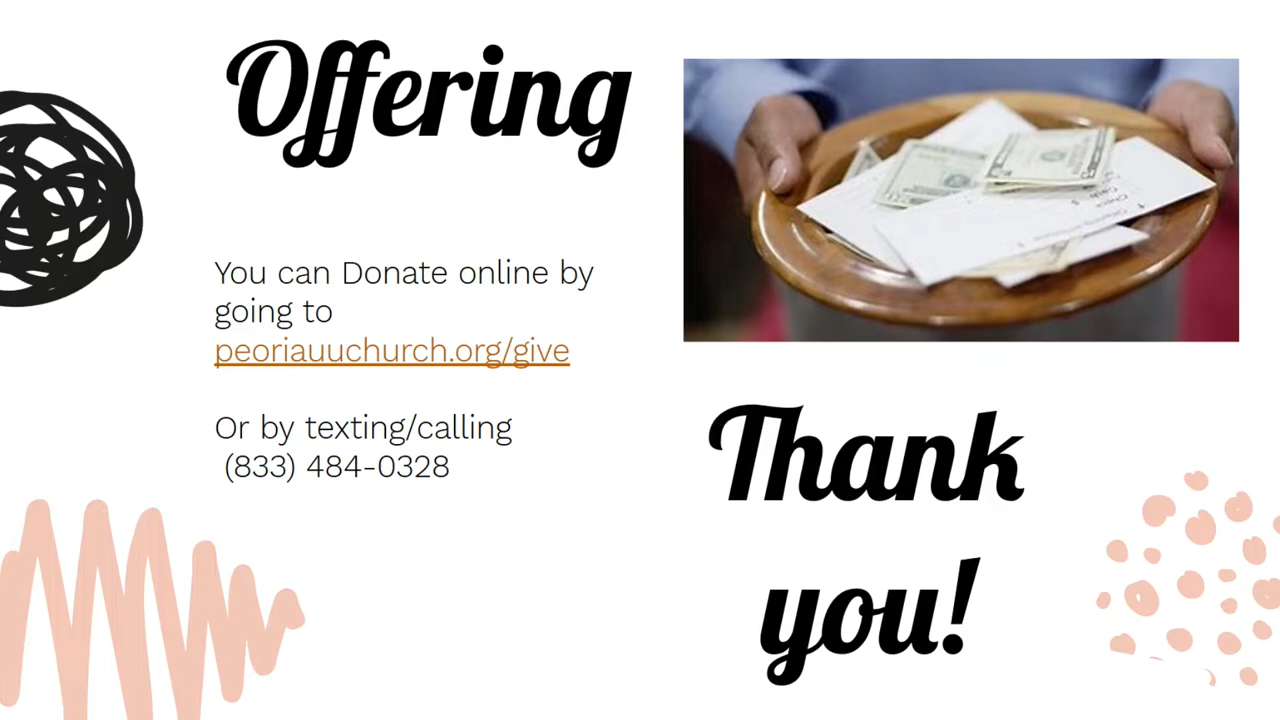 Offering
You can Donate online by
going to
peoriauuchurch.org/give
Or by texting/calling
(833) 484-0328
Thank
you!